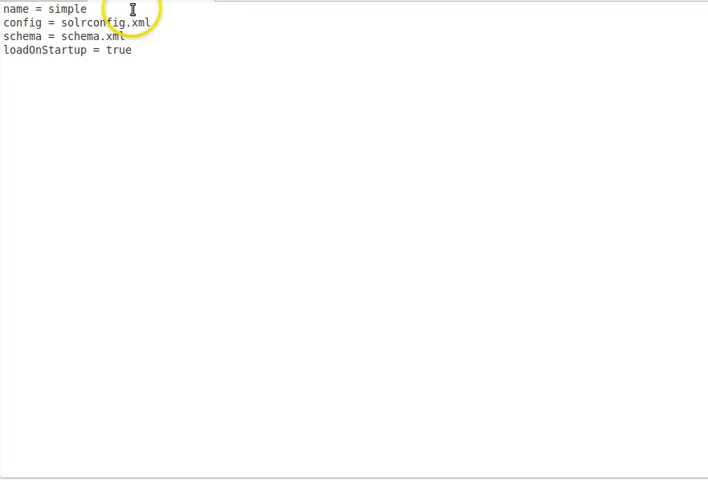 name = simple
config = solrconfig.xml
schema = schema.xml
loadOnStartup = true